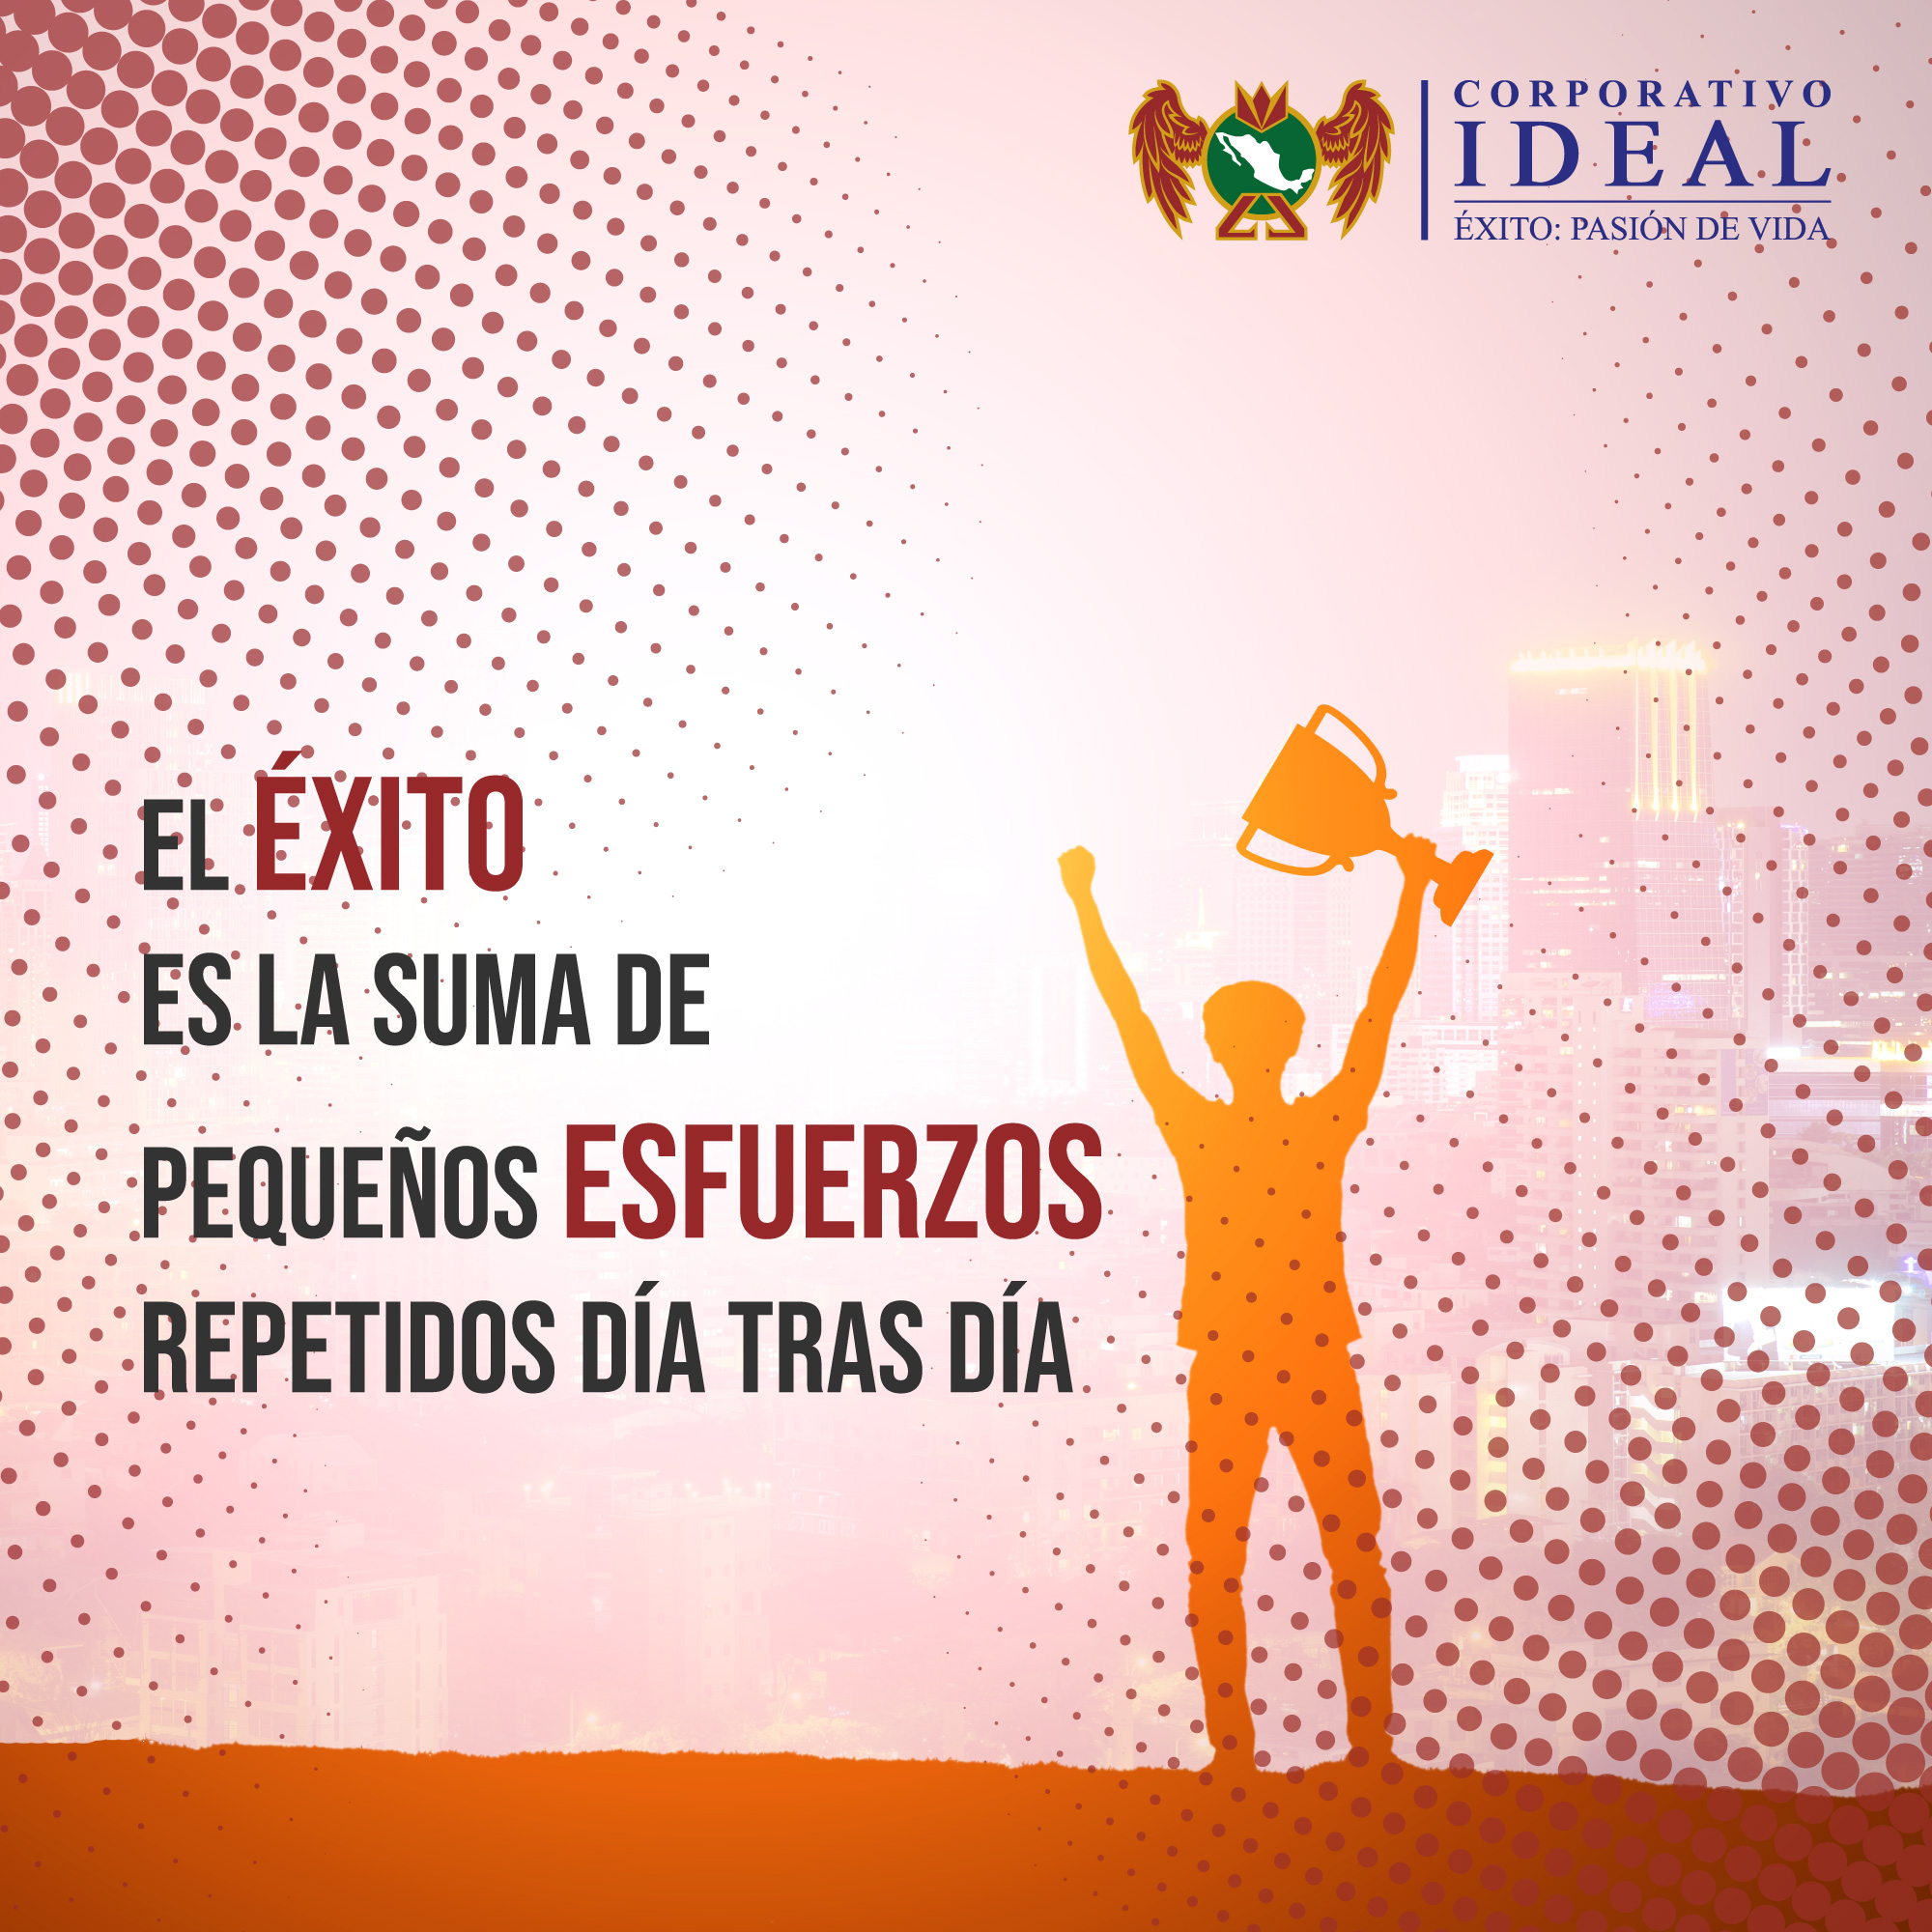 CORPORATIVO
IDEAL
ÉXITO: PASIÓN DE VIDA
EL ÉXITO
ES LA SUMA DE
PEQUEÑOS ESFUERZOS
REPETIDOS DÍA TRAS DÍA